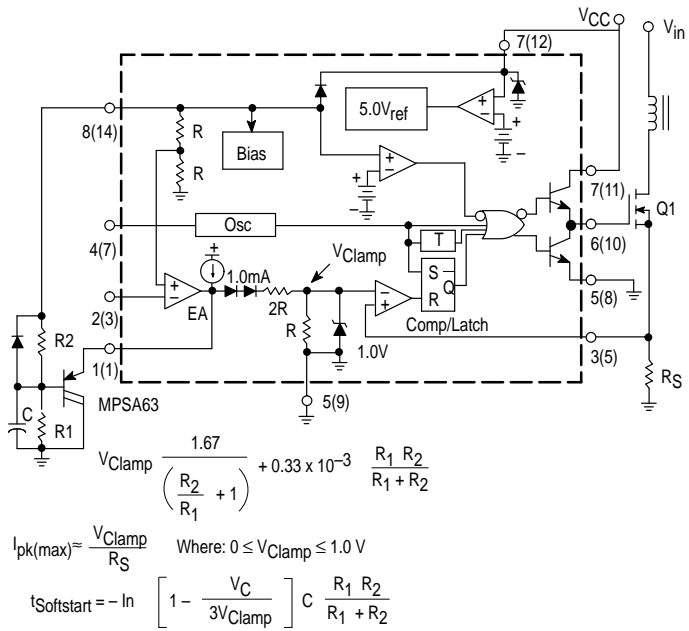 VCC
Vin
7(12)
5.0Vref
+
−
+
−
8(14)
R
Bias
R
+
−
+
−
7(11)
Q1
Osc
4(7)
T
6(10)
VClamp
+
1.0mA
S
Q
R
+
−
EA
2R
+
−
5(8)
2(3)
R
Comp/Latch
R2
1.0V
3(5)
1(1)
5(9)
RS
C
MPSA63
R1
VClamp 1.67 / (R2/R1 + 1) + 0.33 x 10−3 R1 R2 / R1 + R2
Ipk(max) ≈ VClamp / RS Where: 0 ≤ VClamp ≤ 1.0 V
tSoftstart = − ln [1 - VC / 3VClamp] C R1 R2 / R1 + R2